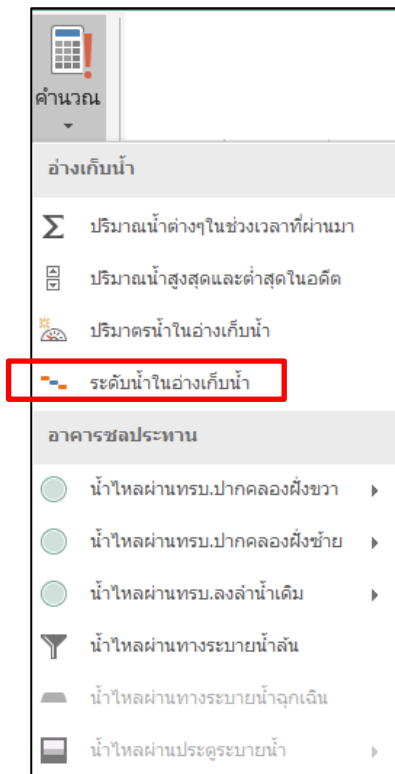 คำนวณ
อ่างเก็บน้ำ
ปริมาณน้ำต่างๆในช่วงเวลาที่ผ่านมา
ปริมาณน้ำสูงสุดและต่ำสุดในอดีต
ปริมาตรน้ำในอ่างเก็บน้ำ
ระดับน้ำในอ่างเก็บน้ำ
อาคารชลประทาน
น้ำไหลผ่านทรบ.ปากคลองฝั่งขวา
น้ำไหลผ่านทรบ.ปากคลองฝั่งซ้าย
น้ำไหลผ่านทรบ.ลงลำน้ำเดิม
น้ำไหลผ่านทางระบายน้ำล้น
น้ำไหลผ่านทางระบายน้ำฉุกเฉิน
น้ำไหลผ่านประตูระบายน้ำ